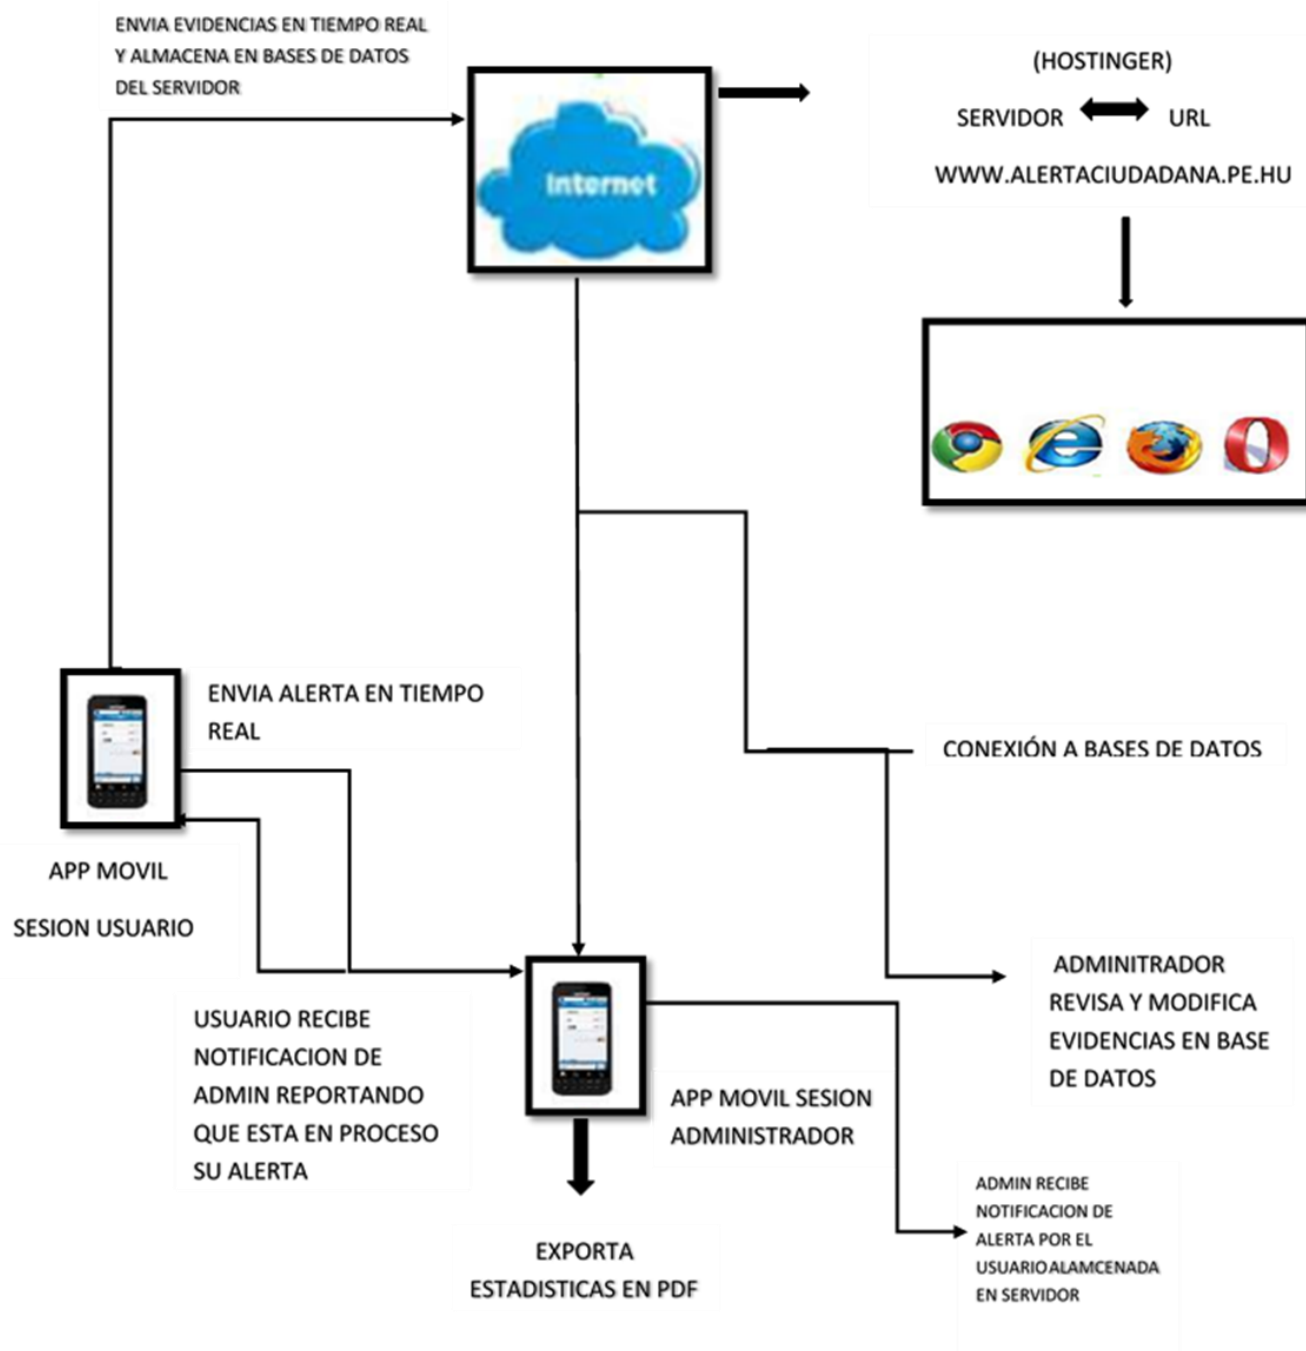 ENVIA EVIDENCIAS EN TIEMPO REAL
Y ALMACENA EN BASES DE DATOS
DEL SERVIDOR
Internet
(HOSTINGER)
SERVIDOR URL
WWW.ALERTACIUDADANA.PE.HU
ENVIA ALERTA EN TIEMPO
REAL
CONEXIÓN A BASES DE DATOS
APP MOVIL
SESION USUARIO
USUARIO RECIBE
NOTIFICACION DE
ADMIN REPORTANDO
QUE ESTA EN PROCESO
SU ALERTA
ADMINITRADOR
REVISA Y MODIFICA
EVIDENCIAS EN BASE
DE DATOS
APP MOVIL SESION
ADMINISTRADOR
ADMIN RECIBE
NOTIFICACION DE
ALERTA POR EL
USUARIO ALAMCENADA
EN SERVIDOR
EXPORTA
ESTADISTICAS EN PDF